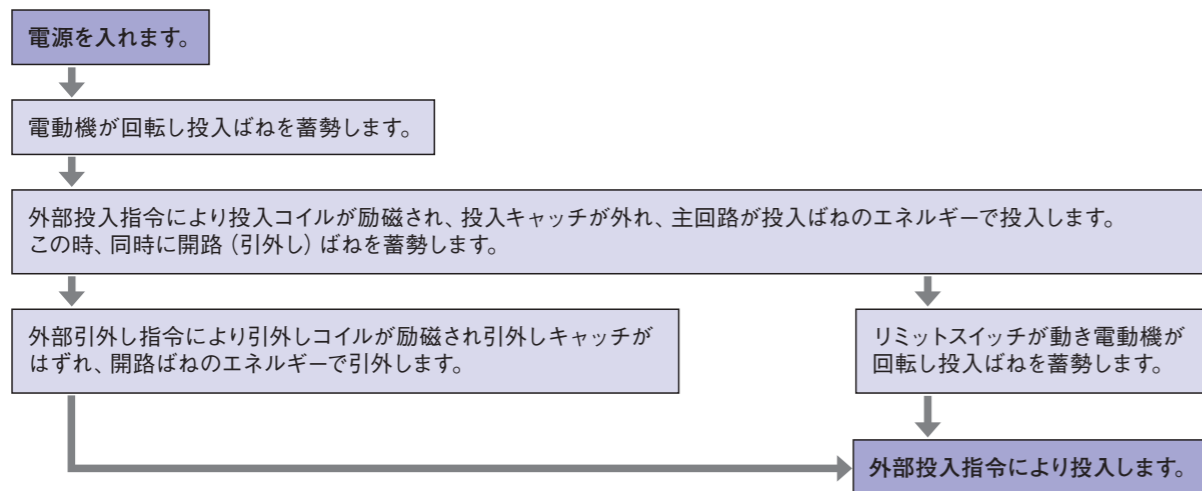 電源を入れます。
電動機が回転し投入ばねを蓄勢します。
外部投入指令により投入コイルが励磁され、投入キャッチが外れ、主回路が投入ばねのエネルギーで投入します。
この時、同時に開路（引外し）ばねを蓄勢します。
外部引外し指令により引外しコイルが励磁され引外しキャッチが
はずれ、開路ばねのエネルギーで引外します。
リミットスイッチが動き電動機が
回転し投入ばねを蓄勢します。
外部投入指令により投入します。